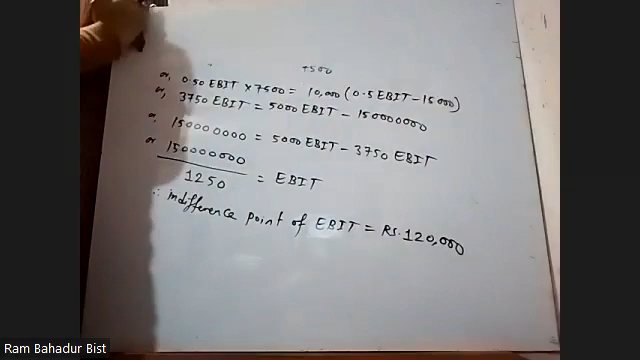 7500
or, 0.50 EBIT × 7500 = 10,000 (0.5 EBIT - 15000)
or, 3750 EBIT = 5000 EBIT - 150000000
or, 150000000 = 5000 EBIT - 3750 EBIT
or 150000000
1250 = EBIT
∴ indifference point of EBIT = Rs. 120,000
Ram Bahadur Bist